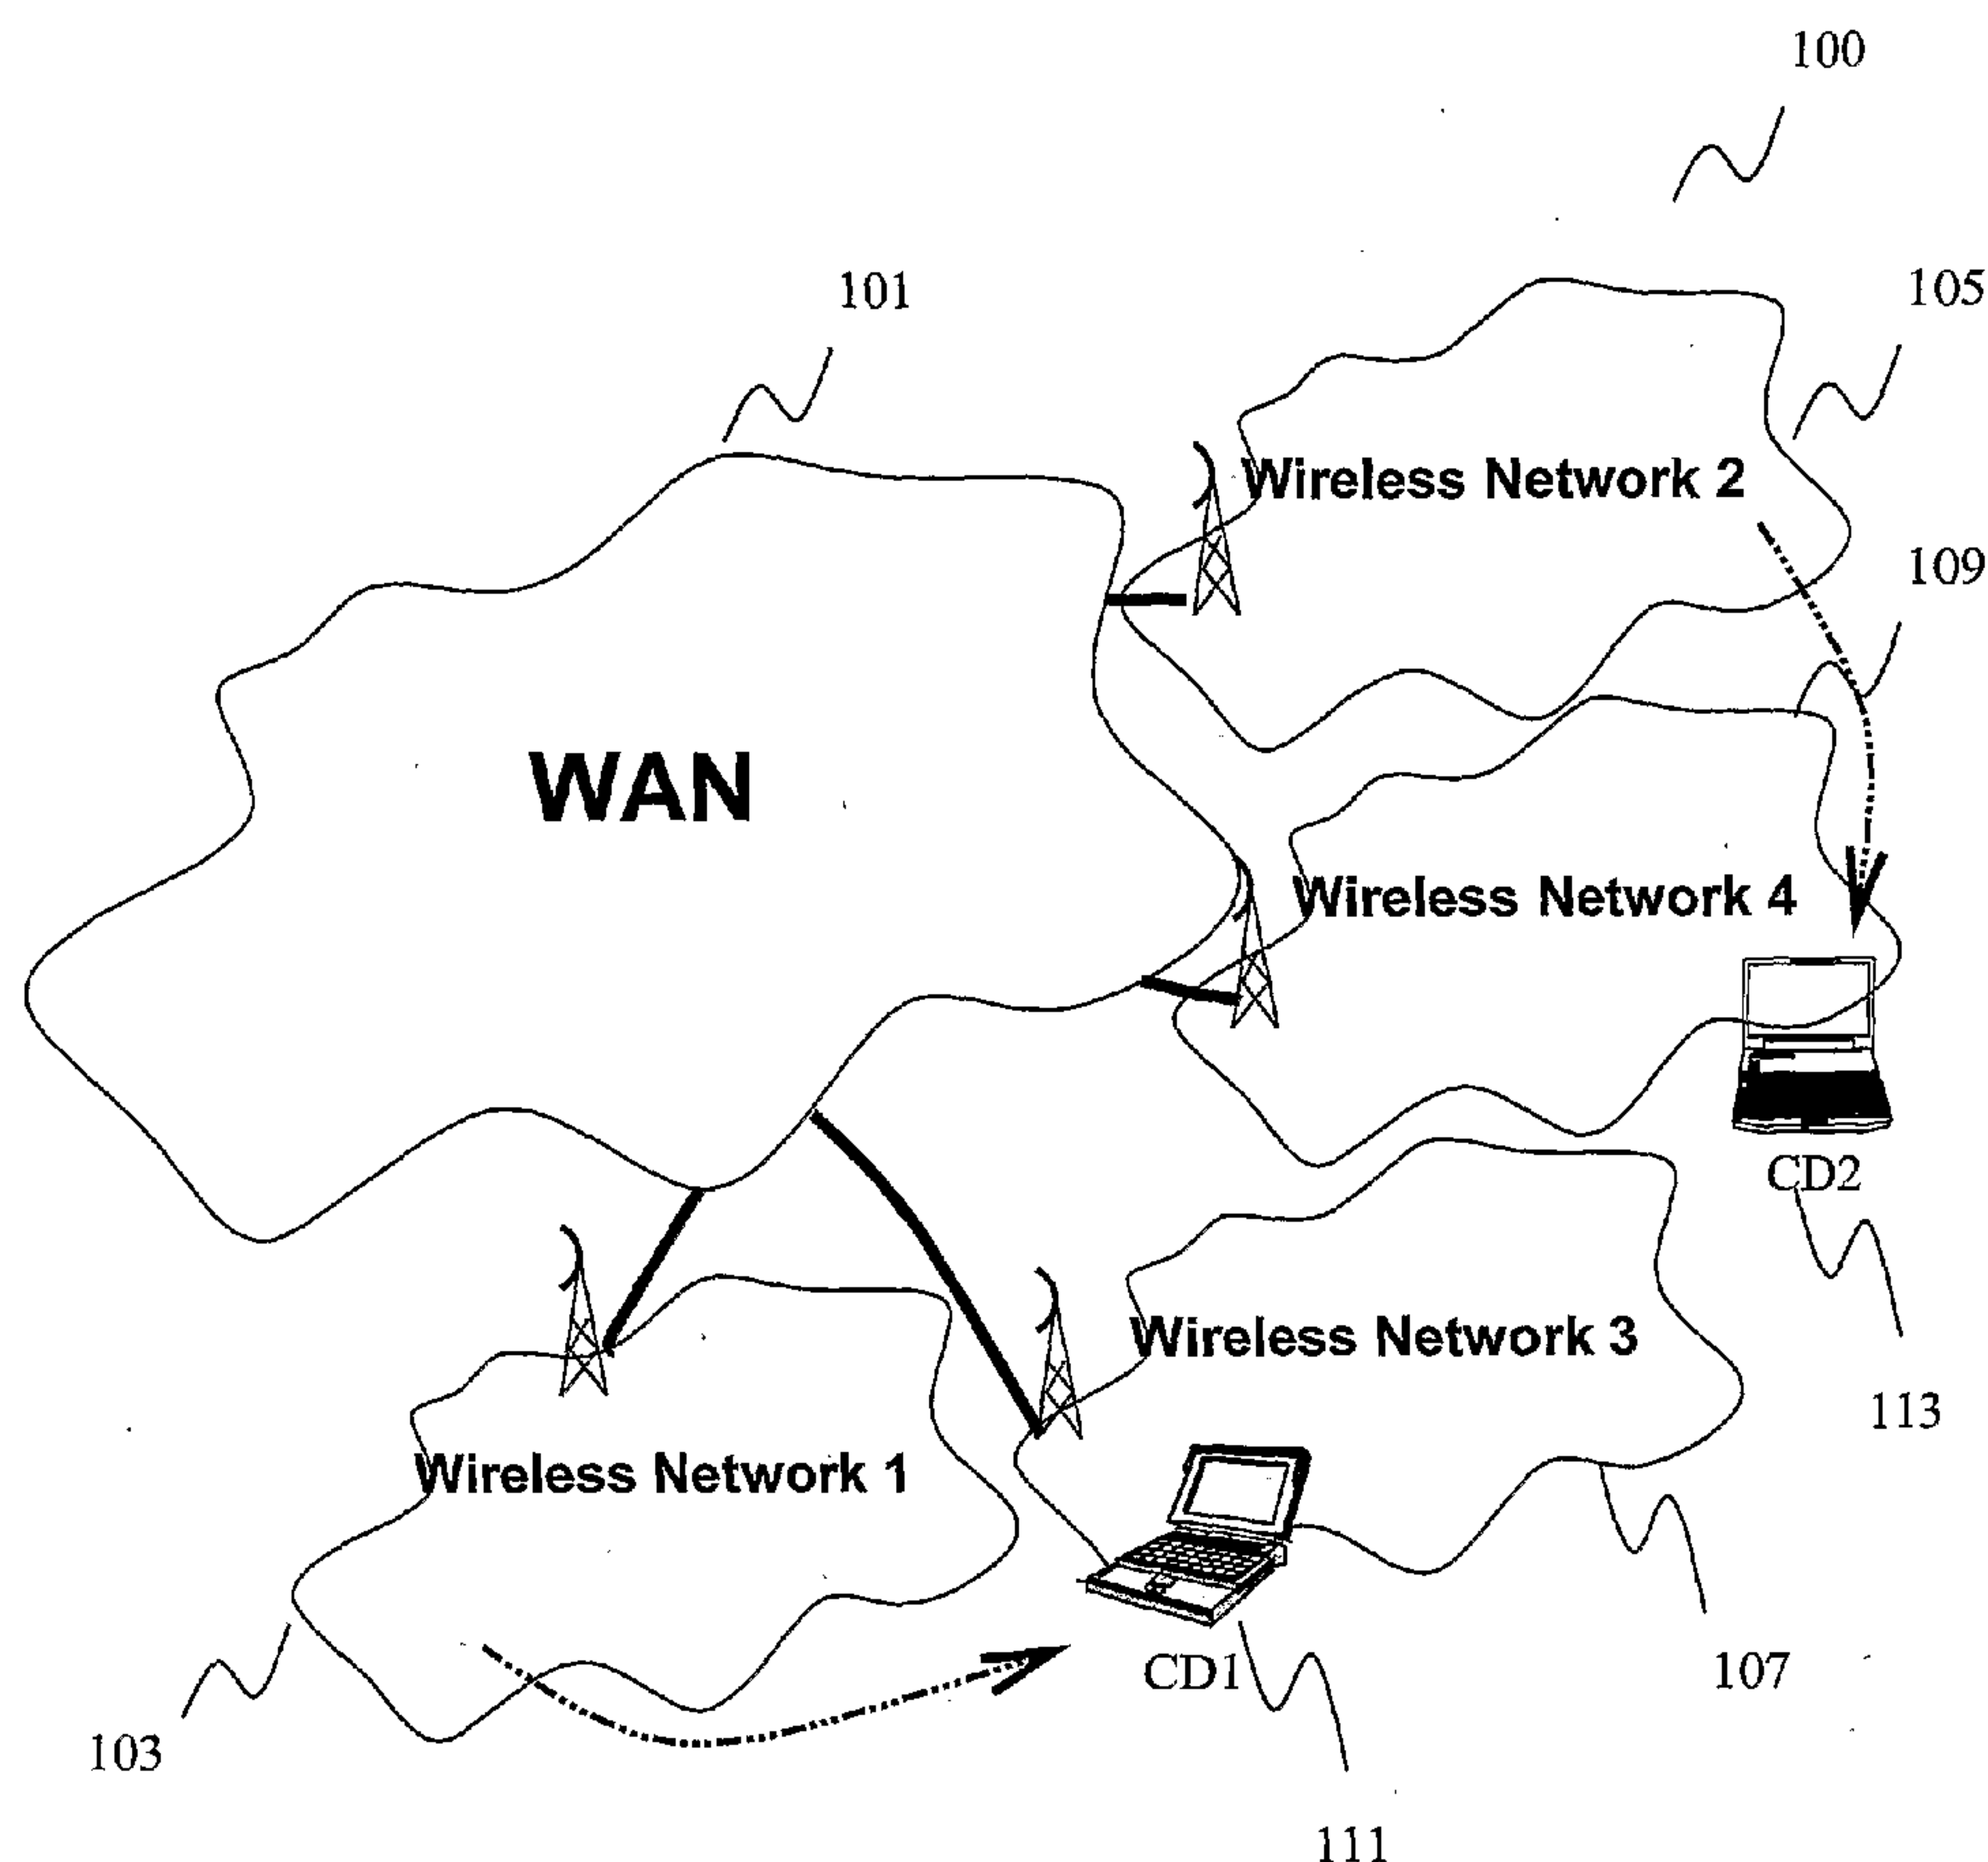 100
101
105
Wireless Network 2
109
WAN
Wireless Network 4
CD2
Wireless Network 3
113
Wireless Network 1
CD1
107
103
111